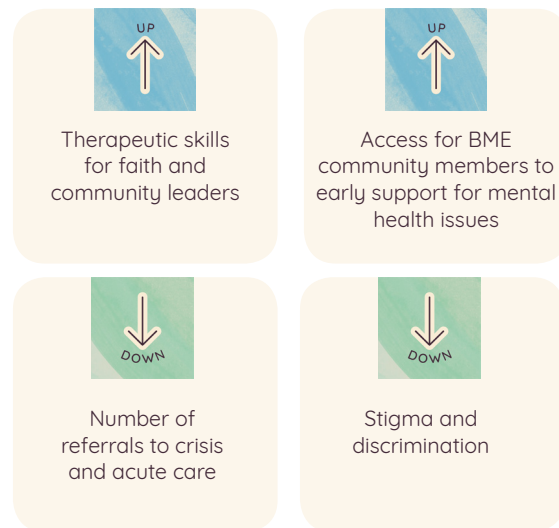 UP
Therapeutic skills
for faith and
community leaders
UP
Access for BME
community members to
early support for mental
health issues
DOWN
Number of
referrals to crisis
and acute care
DOWN
Stigma and
discrimination